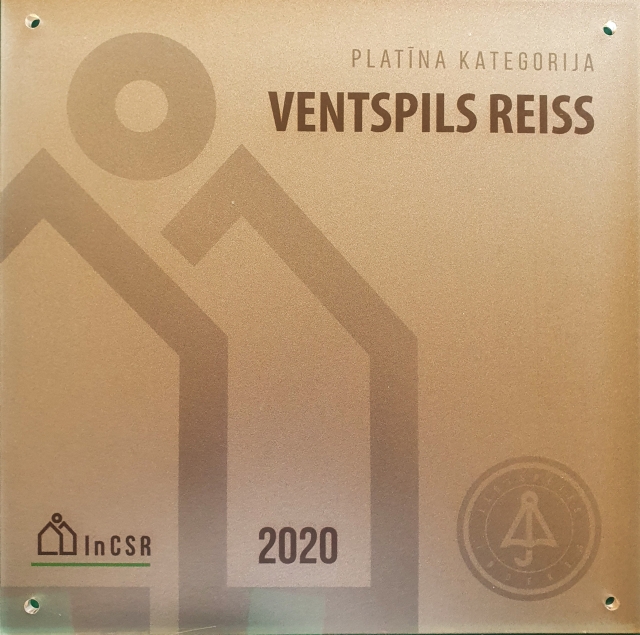 PLATĪNA KATEGORIJA
VENTSPILS REISS
InCSR
2020